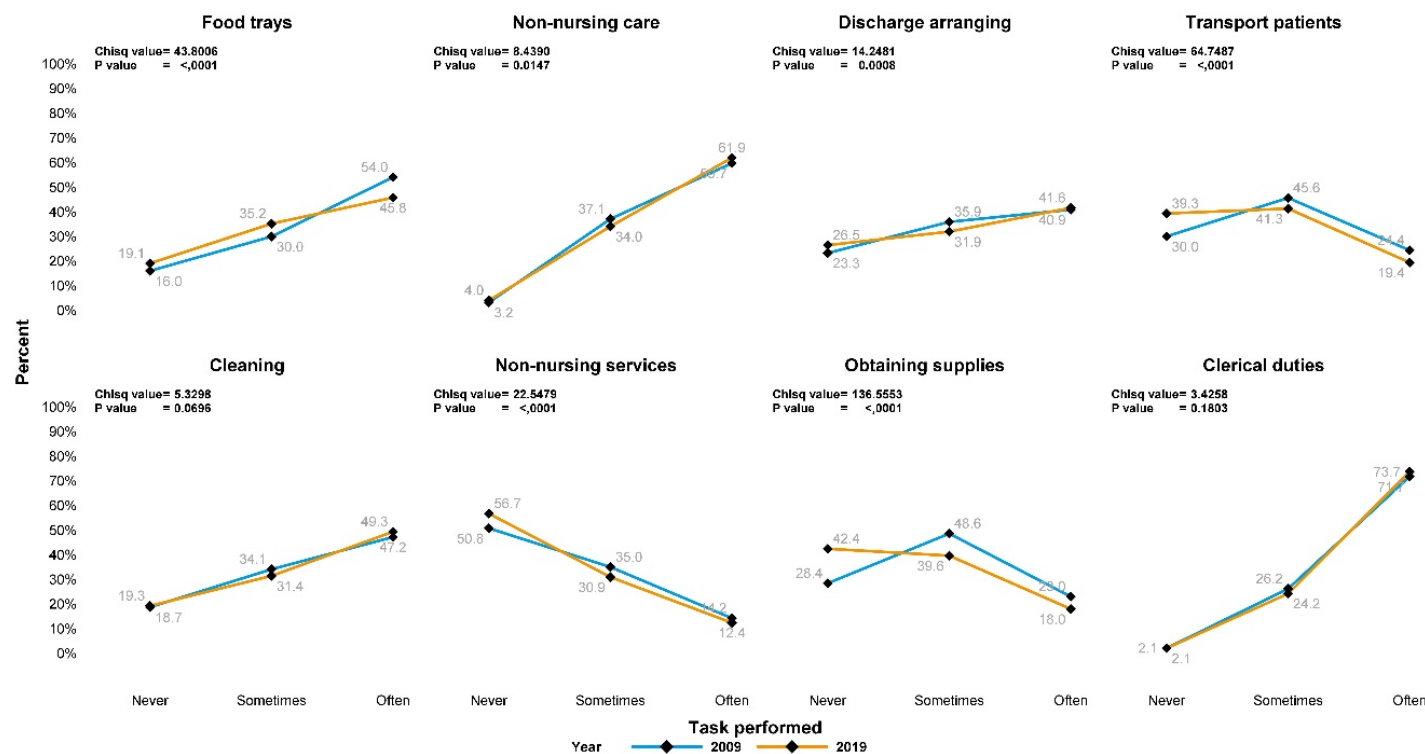 Food trays
Non-nursing care
Discharge arranging
Transport patients
Chisq value= 43.8006
P value = <,0001
Chisq value= 8.4390
P value = 0.0147
Chisq value= 14.2481
P value = 0.0008
Chisq value= 64.7487
P value = <,0001
100%
90%
80%
70%
60%
50%
40%
30%
20%
10%
0%
19.1
16.0
35.2
30.0
54.0
45.8
4.0
3.2
37.1
34.0
61.9
26.5
23.3
35.9
31.9
41.6
40.9
39.3
30.0
45.6
41.3
24.4
19.4
Percent
Cleaning
Non-nursing services
Obtaining supplies
Clerical duties
Chisq value= 5.3298
P value = 0.0696
Chisq value= 22.5479
P value = <,0001
Chisq value= 136.5553
P value = <,0001
Chisq value= 3.4258
P value = 0.1803
100%
90%
80%
70%
60%
50%
40%
30%
20%
10%
0%
19.3
18.7
34.1
31.4
49.3
47.2
56.7
50.8
35.0
30.9
14.2
12.4
42.4
28.4
48.6
39.6
23.0
18.0
2.1
2.1
26.2
24.2
73.7
Never Sometimes Often
Never Sometimes Often
Never Sometimes Often
Never Sometimes Often
Task performed
Year 2009 2019